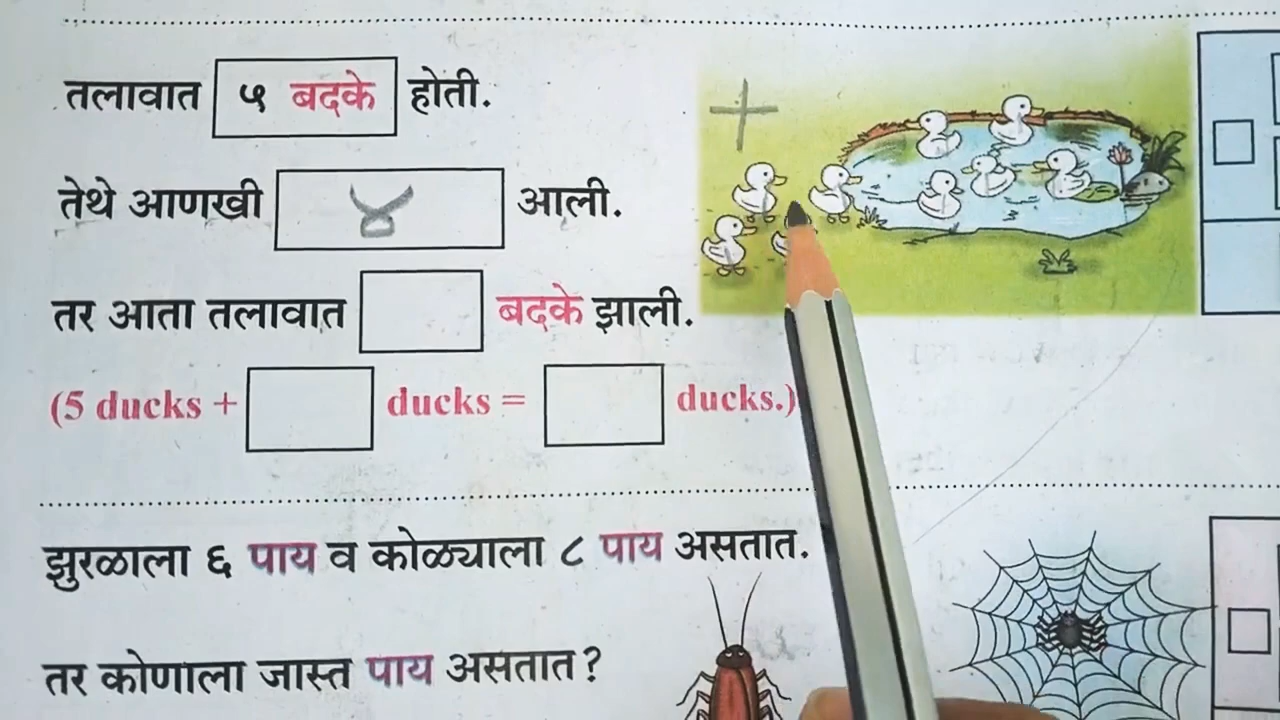 तलावात ५ बदके होती.
तेथे आणखी ४ आली.
तर आता तलावात बदके झाली.
(5 ducks + ducks = ducks.)
झुरळाला ६ पाय व कोळ्याला ८ पाय असतात.
तर कोणाला जास्त पाय असतात?